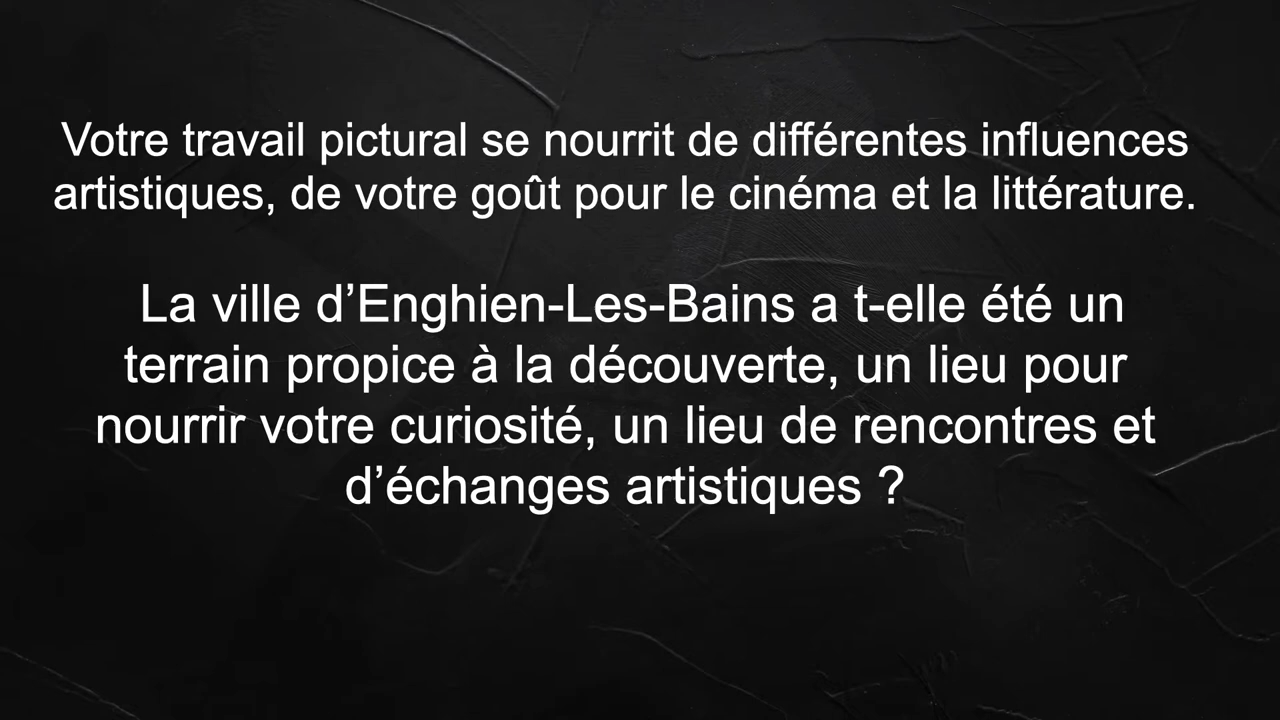 Votre travail pictural se nourrit de différentes influences
artistiques, de votre goût pour le cinéma et la littérature.
La ville d’Enghien-Les-Bains a t-elle été un
terrain propice à la découverte, un lieu pour
nourrir votre curiosité, un lieu de rencontres et
d’échanges artistiques ?